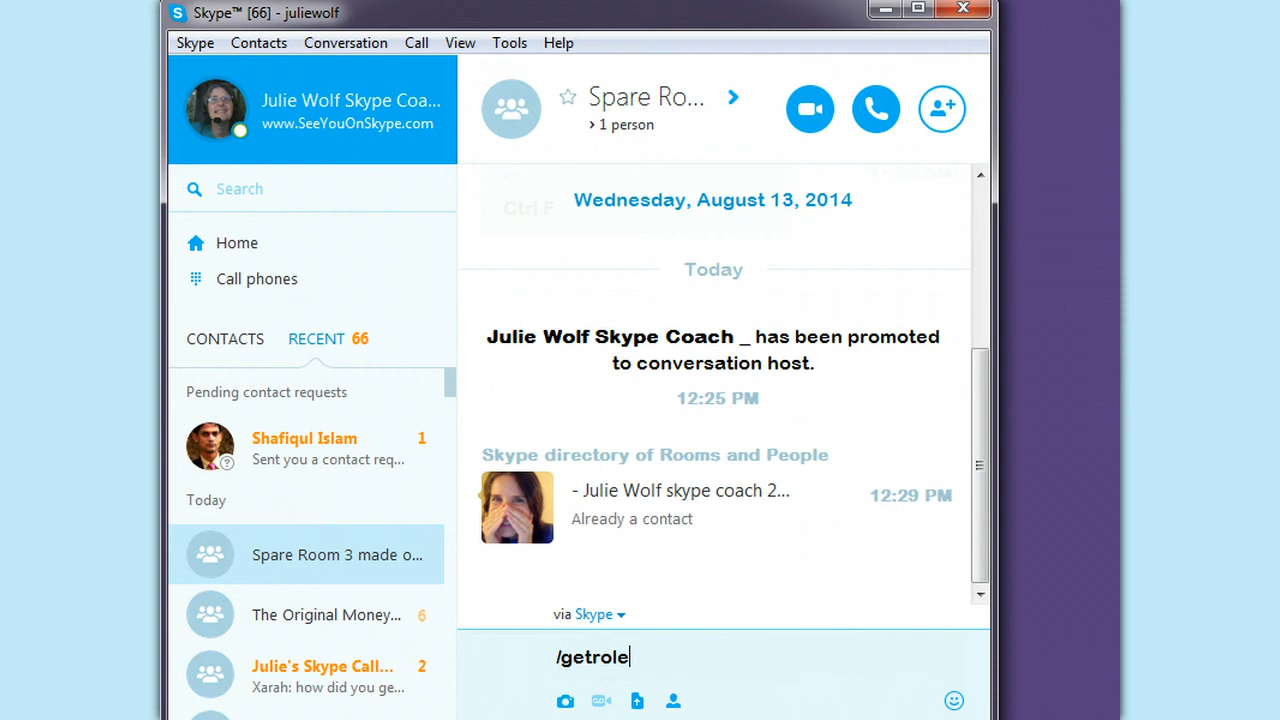 Skype™ [66] - juliewolf
Skype Contacts Conversation Call View Tools Help
Julie Wolf Skype Coa...
www.SeeYouOnSkype.com
Search
Home
Call phones
CONTACTS RECENT 66
Pending contact requests
Shafiqul Islam 1
Sent you a contact req...
Today
Spare Room 3 made o...
The Original Money... 6
Julie's Skype Call... 2
Xarah: how did you ge...
Spare Ro...
› 1 person
Ctrl F
Wednesday, August 13, 2014
Today
Julie Wolf Skype Coach _ has been promoted
to conversation host.
12:25 PM
Skype directory of Rooms and People
- Julie Wolf skype coach 2...
12:29 PM
Already a contact
via Skype
/getrole